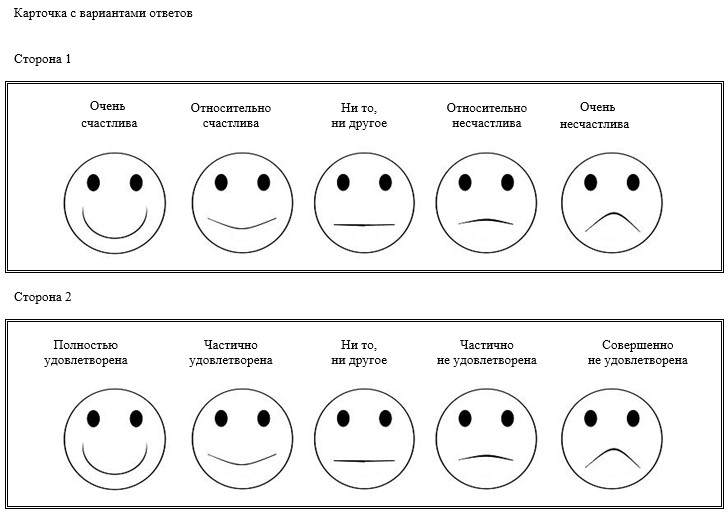 Карточка с вариантами ответов
Сторона 1
Очень
счастлива
Относительно
счастлива
Ни то,
ни другое
Относительно
несчастлива
Очень
несчастлива
Сторона 2
Полностью
удовлетворена
Частично
удовлетворена
Ни то,
ни другое
Частично
не удовлетворена
Совершенно
не удовлетворена